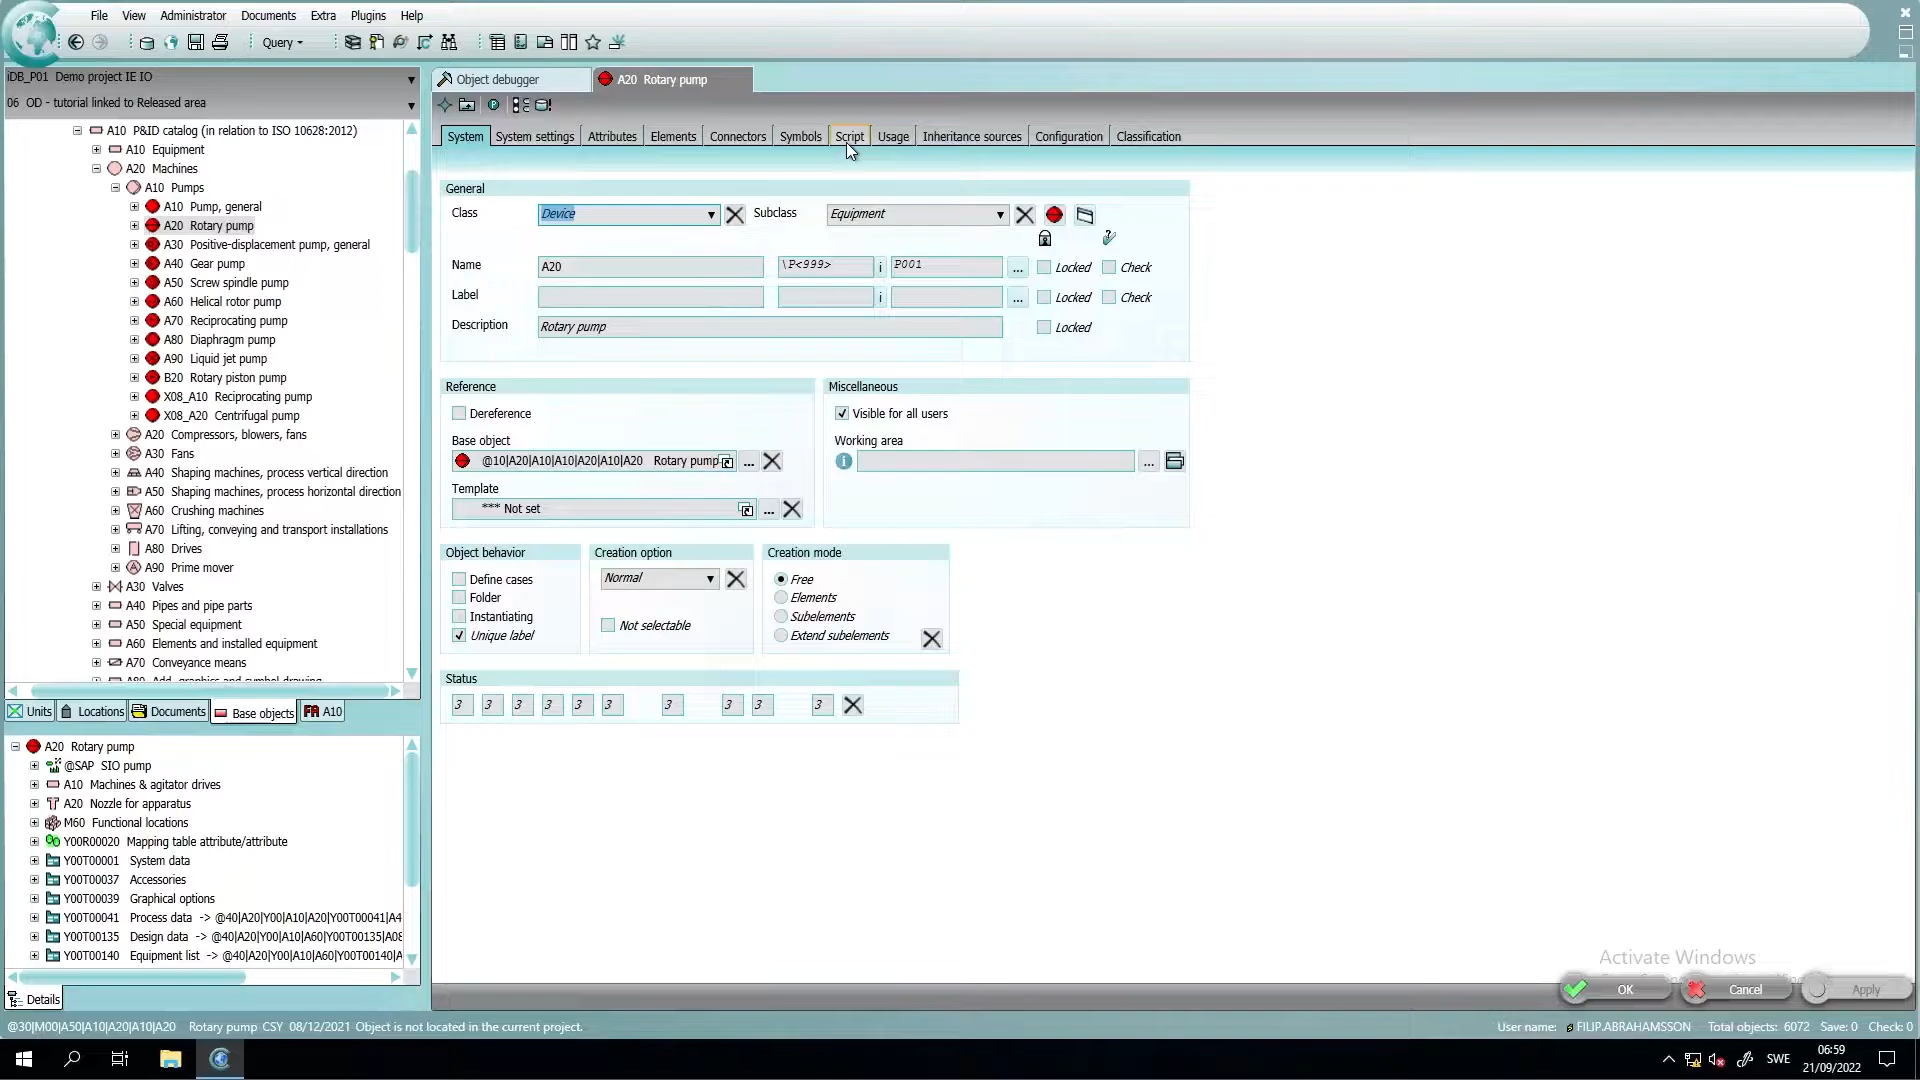 File View Administrator Documents Extra Plugins Help
Query
iDB_P01 Demo project IE IO
06 OD - tutorial linked to Released area
A10 P&ID catalog (in relation to ISO 10628:2012)
A10 Equipment
A20 Machines
A10 Pumps
A10 Pump, general
A20 Rotary pump
A30 Positive-displacement pump, general
A40 Gear pump
A50 Screw spindle pump
A60 Helical rotor pump
A70 Reciprocating pump
A80 Diaphragm pump
A90 Liquid jet pump
B20 Rotary piston pump
X08_A10 Reciprocating pump
X08_A20 Centrifugal pump
A20 Compressors, blowers, fans
A30 Fans
A40 Shaping machines, process vertical direction
A50 Shaping machines, process horizontal direction
A60 Crushing machines
A70 Lifting, conveying and transport installations
A80 Drives
A90 Prime mover
A30 Valves
A40 Pipes and pipe parts
A50 Special equipment
A60 Elements and installed equipment
A70 Conveyance means
Units Locations Documents Base objects A10
A20 Rotary pump
@SAP SIO pump
A10 Machines & agitator drives
A20 Nozzle for apparatus
M60 Functional locations
Y00R00020 Mapping table attribute/attribute
Y00T00001 System data
Y00T00037 Accessories
Y00T00039 Graphical options
Y00T00041 Process data -> @40|A20|Y00|A10|A20|Y00T00041|A4
Y00T00135 Design data -> @40|A20|Y00|A10|A60|Y00T00135|A08
Y00T00140 Equipment list -> @40|A20|Y00|A10|A60|Y00T00140|A
Details
Object debugger A20 Rotary pump
System System settings Attributes Elements Connectors Symbols Script Usage Inheritance sources Configuration Classification
General
Class Device Subclass Equipment
Name A20 \P<999> i P001 ... Locked Check
Label i ... Locked Check
Description Rotary pump Locked
Reference
Dereference
Base object
@10|A20|A10|A10|A20|A10|A20 Rotary pump ...
Template
*** Not set ...
Miscellaneous
Visible for all users
Working area
...
Object behavior
Define cases
Folder
Instantiating
Unique label
Creation option
Normal
Not selectable
Creation mode
Free
Elements
Subelements
Extend subelements
Status
3 3 3 3 3 3 3 3 3 3
Activate Windows
OK Cancel Apply
@30|M00|A50|A10|A20|A10|A20 Rotary pump CSY 08/12/2021 Object is not located in the current project.
User name: FILIP.ABRAHAMSSON Total objects: 6072 Save: 0 Check: 0
SWE
06:59
21/09/2022